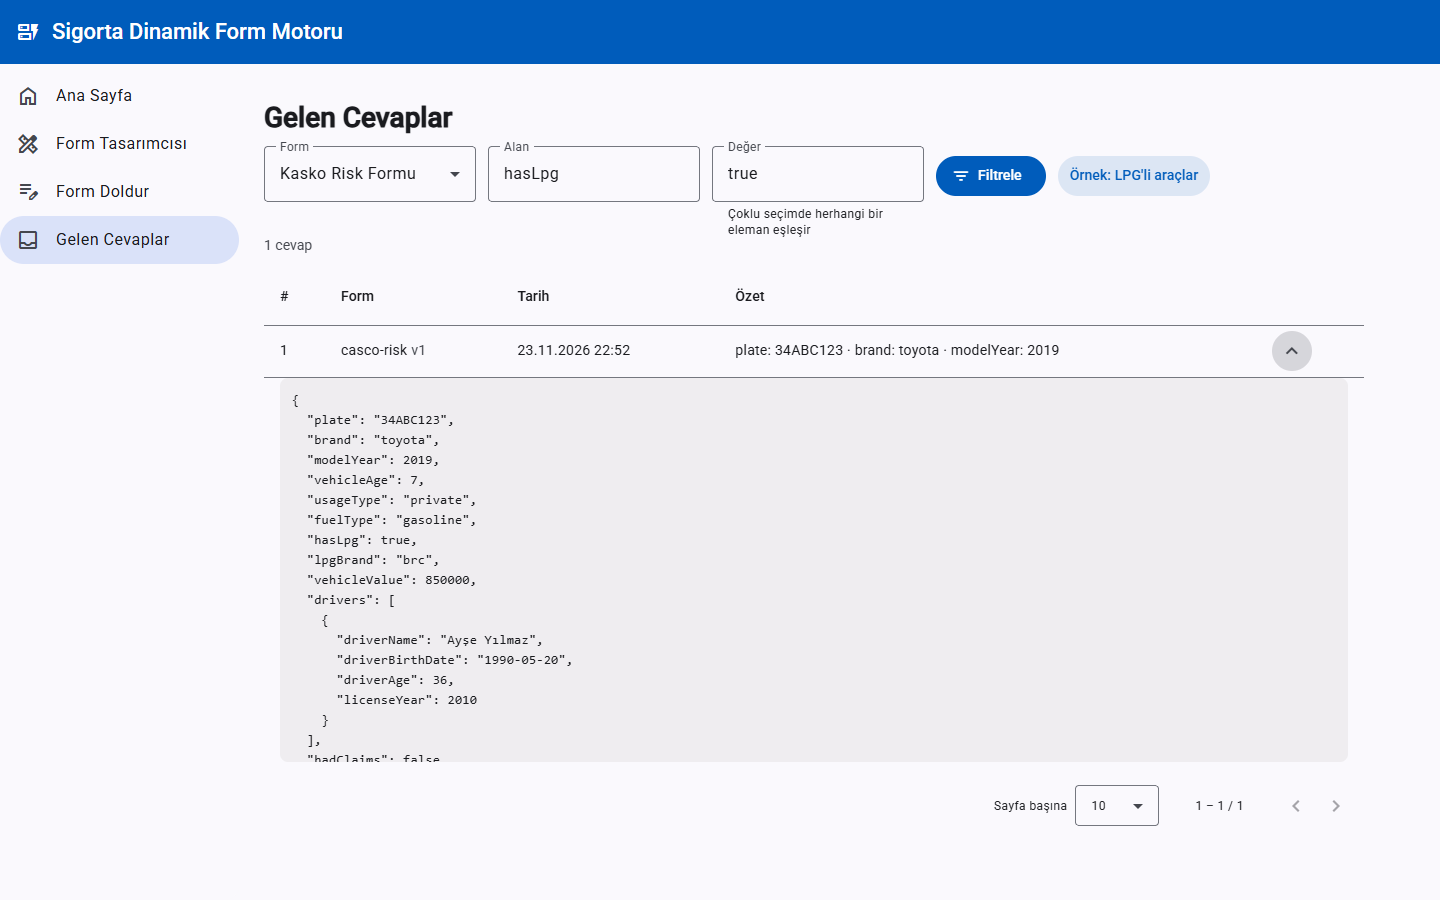 Sigorta Dinamik Form Motoru
Ana Sayfa
Form Tasarımcısı
Form Doldur
Gelen Cevaplar
Gelen Cevaplar
Form
Kasko Risk Formu
Alan
hasLpg
Değer
true
Çoklu seçimde herhangi bir
eleman eşleşir
Filtrele
Örnek: LPG'li araçlar
1 cevap
# Form Tarih Özet
1 casco-risk v1 23.11.2026 22:52 plate: 34ABC123 · brand: toyota · modelYear: 2019
{
"plate": "34ABC123",
"brand": "toyota",
"modelYear": 2019,
"vehicleAge": 7,
"usageType": "private",
"fuelType": "gasoline",
"hasLpg": true,
"lpgBrand": "brc",
"vehicleValue": 850000,
"drivers": [
{
"driverName": "Ayşe Yılmaz",
"driverBirthDate": "1990-05-20",
"driverAge": 36,
"licenseYear": 2010
}
],
"hadClaims": false
Sayfa başına 10 1 – 1 / 1